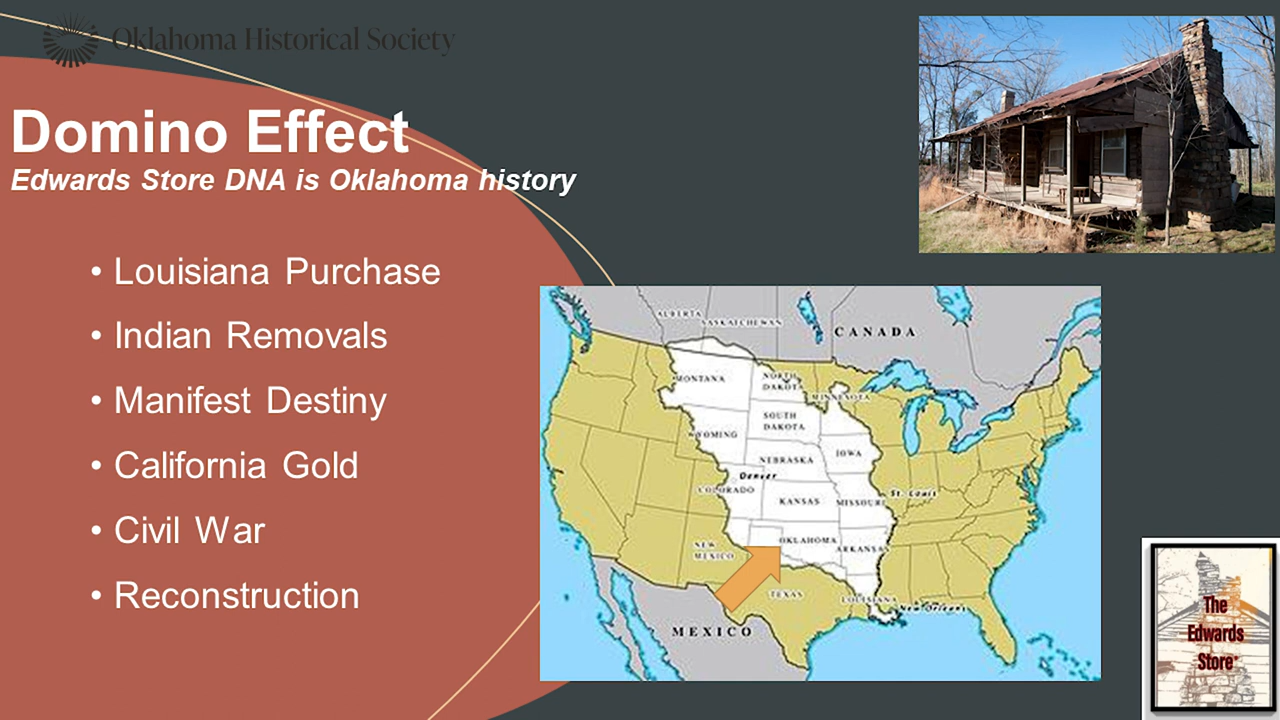 Oklahoma Historical Society
Domino Effect
Edwards Store DNA is Oklahoma history
• Louisiana Purchase
• Indian Removals
• Manifest Destiny
• California Gold
• Civil War
• Reconstruction
ALBERTA
SASKATCHEWAN
CANADA
MONTANA
NORTH
DAKOTA
MINNESOTA
SOUTH
DAKOTA
WYOMING
IOWA
NEBRASKA
Denver
COLORADO
KANSAS
MISSOURI
St. Louis
OKLAHOMA
NEW
MEXICO
ARKANSAS
TEXAS
LOUISIANA
New Orleans
MEXICO
The
Edwards
Store